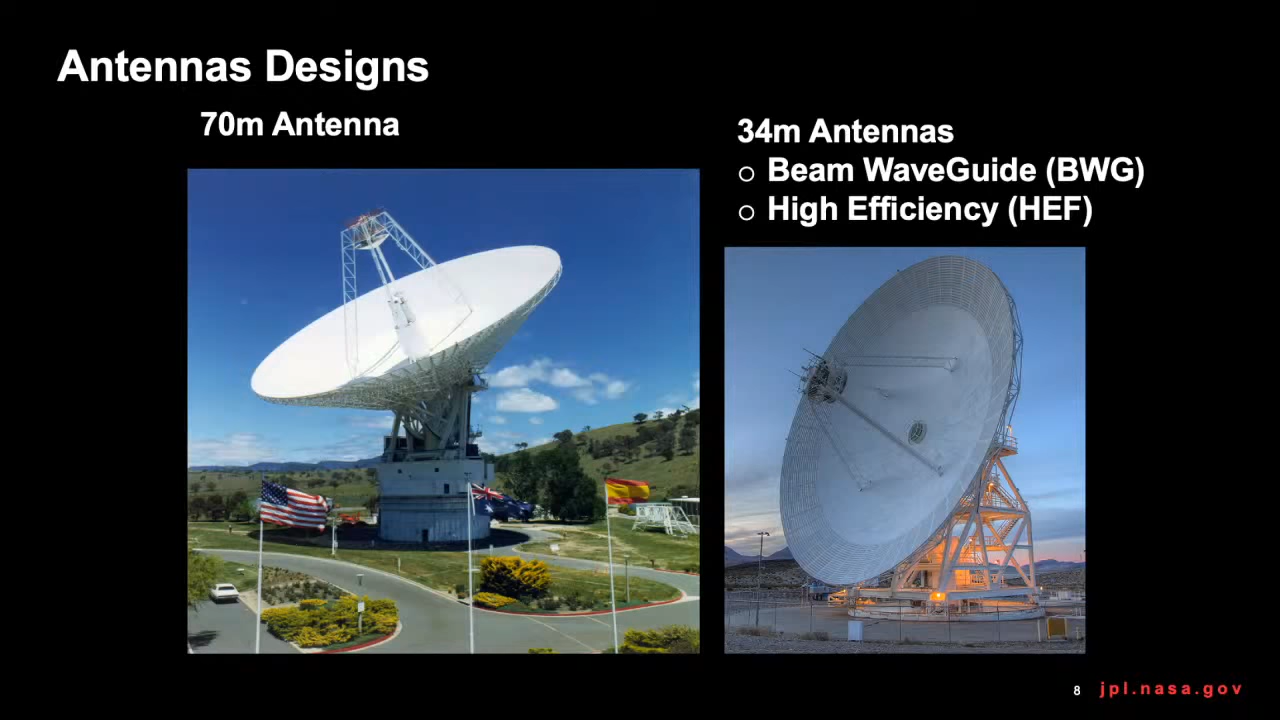 Antennas Designs
70m Antenna
34m Antennas
○ Beam WaveGuide (BWG)
○ High Efficiency (HEF)
8 jpl.nasa.gov